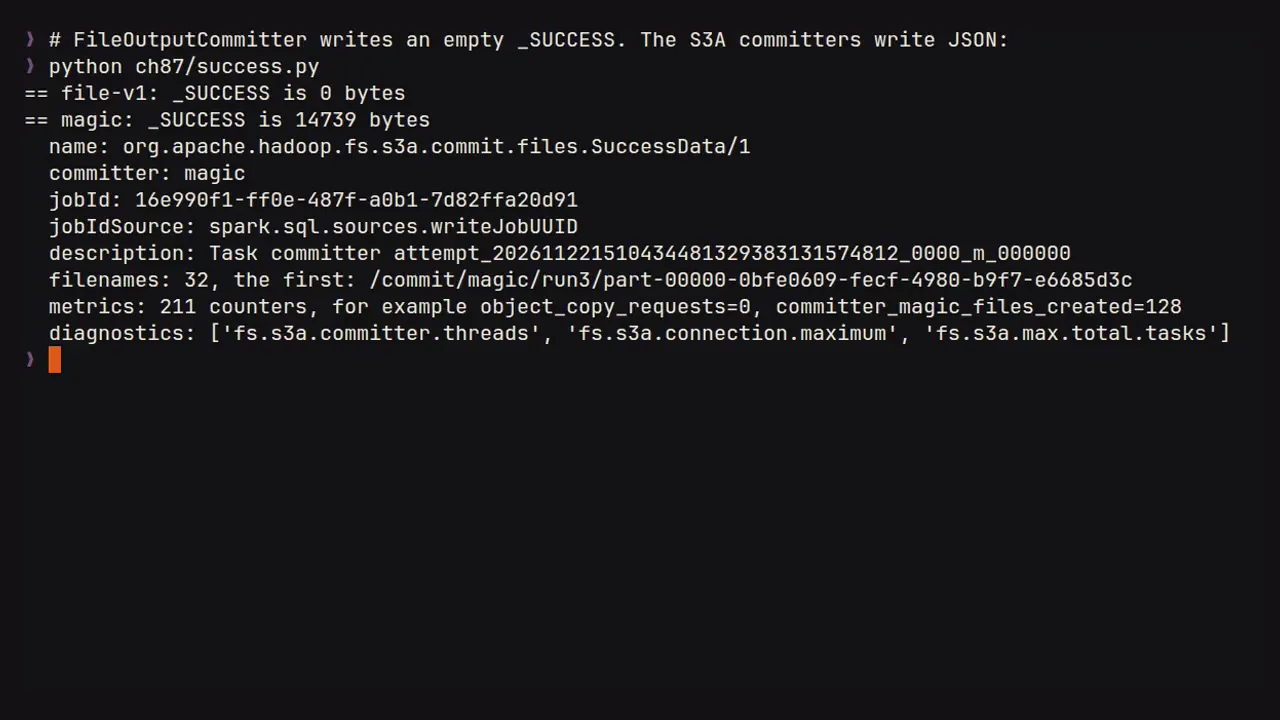 ❯ # FileOutputCommitter writes an empty _SUCCESS. The S3A committers write JSON:
❯ python ch87/success.py
== file-v1: _SUCCESS is 0 bytes
== magic: _SUCCESS is 14739 bytes
name: org.apache.hadoop.fs.s3a.commit.files.SuccessData/1
committer: magic
jobId: 16e990f1-ff0e-487f-a0b1-7d82ffa20d91
jobIdSource: spark.sql.sources.writeJobUUID
description: Task committer attempt_202611221510434481329383131574812_0000_m_000000
filenames: 32, the first: /commit/magic/run3/part-00000-0bfe0609-fecf-4980-b9f7-e6685d3c
metrics: 211 counters, for example object_copy_requests=0, committer_magic_files_created=128
diagnostics: ['fs.s3a.committer.threads', 'fs.s3a.connection.maximum', 'fs.s3a.max.total.tasks']
❯